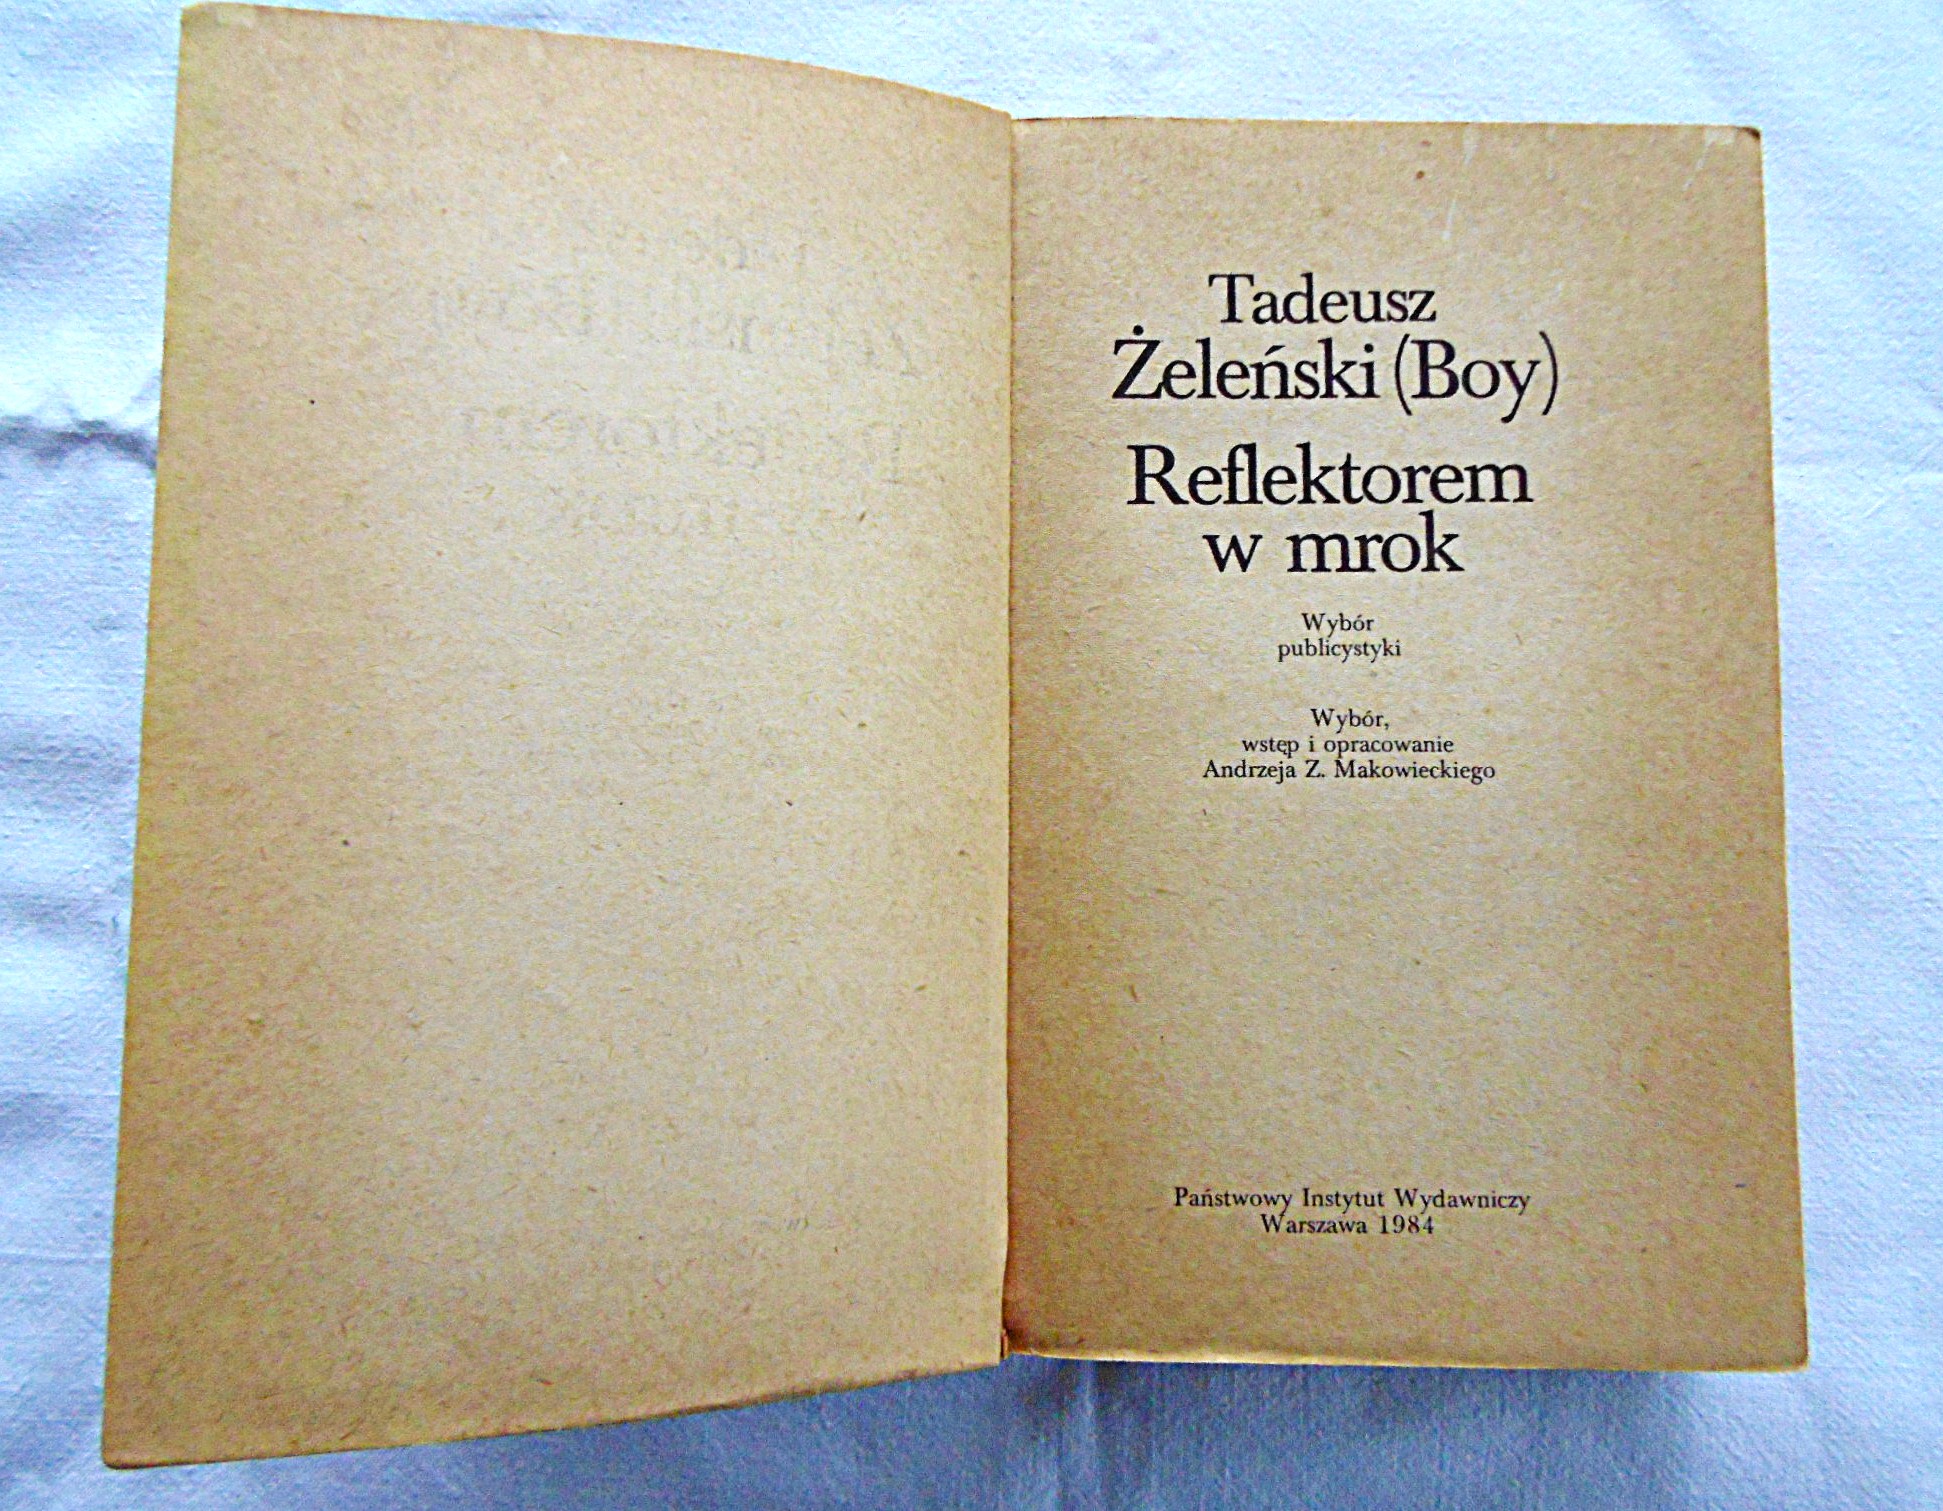 Tadeusz
Żeleński (Boy)
Reflektorem
w mrok
Wybór
publicystyki
Wybór,
wstęp i opracowanie
Andrzeja Z. Makowieckiego
Państwowy Instytut Wydawniczy
Warszawa 1984